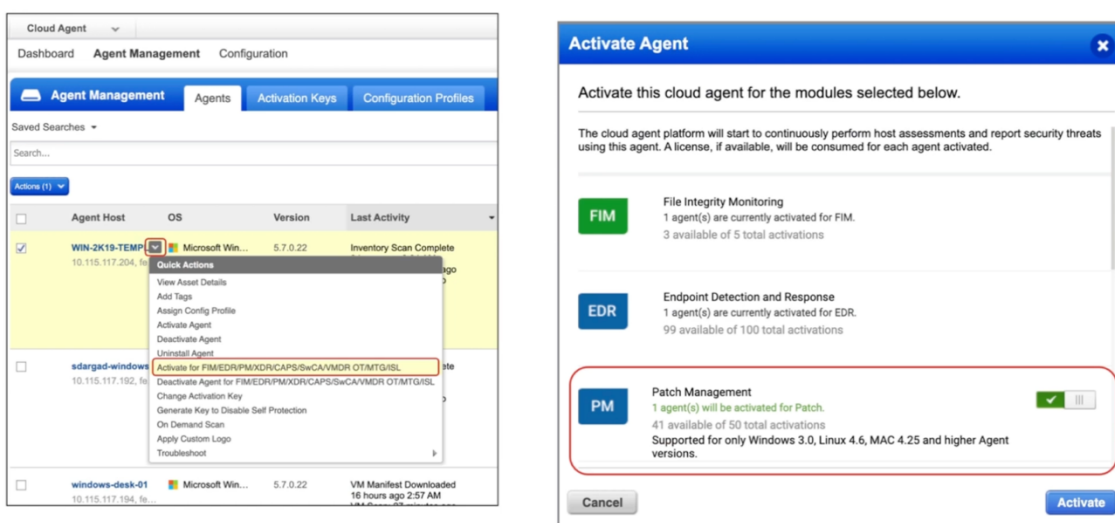 Cloud Agent
Dashboard Agent Management Configuration
Agent Management Agents Activation Keys Configuration Profiles
Saved Searches
Search...
Actions (1)
Agent Host OS Version Last Activity
WIN-2K19-TEMP Microsoft Win... 5.7.0.22 Inventory Scan Complete
10.115.117.204, fe
ago
Quick Actions
View Asset Details
Add Tags
Assign Config Profile
Activate Agent
Deactivate Agent
Uninstall Agent
sdargad-windows
Activate for FIM/EDR/PM/XDR/CAPS/SwCA/VMDR OT/MTG/ISL
ete
10.115.117.192, fe
Deactivate Agent for FIM/EDR/PM/XDR/CAPS/SwCA/VMDR OT/MTG/ISL
Change Activation Key
Generate Key to Disable Self Protection
On Demand Scan
Apply Custom Logo
Troubleshoot
windows-desk-01 Microsoft Win... 5.7.0.22 VM Manifest Downloaded
10.115.117.194, fe... 16 hours ago 2:57 AM
Activate Agent
Activate this cloud agent for the modules selected below.
The cloud agent platform will start to continuously perform host assessments and report security threats
using this agent. A license, if available, will be consumed for each agent activated.
FIM
File Integrity Monitoring
1 agent(s) are currently activated for FIM.
3 available of 5 total activations
EDR
Endpoint Detection and Response
1 agent(s) are currently activated for EDR.
99 available of 100 total activations
PM
Patch Management
1 agent(s) will be activated for Patch.
41 available of 50 total activations
Supported for only Windows 3.0, Linux 4.6, MAC 4.25 and higher Agent
versions.
Cancel Activate